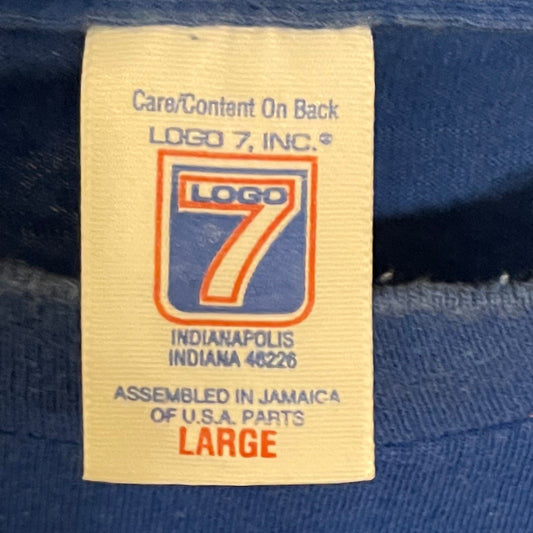 Care/Content On Back
LOGO 7, INC.®
LOGO
7
INDIANAPOLIS
INDIANA 46226
ASSEMBLED IN JAMAICA
OF U.S.A. PARTS
LARGE